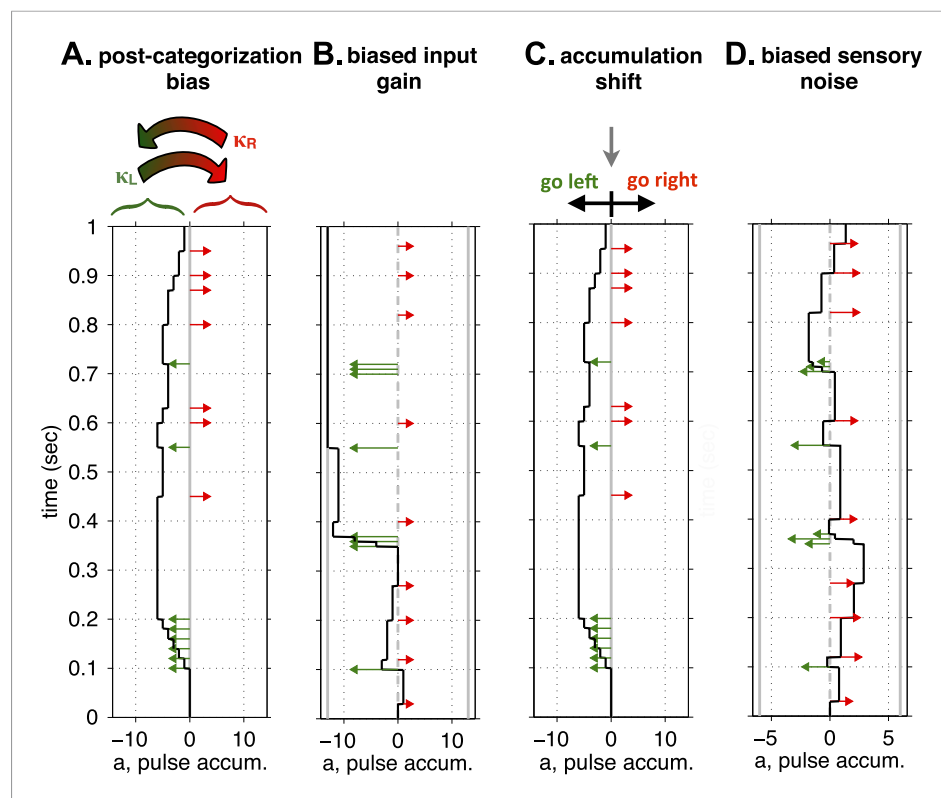 A. post-categorization bias
B. biased input gain
C. accumulation shift
D. biased sensory noise
κR
κL
go left
go right
time (sec)
1
0.9
0.8
0.7
0.6
0.5
0.4
0.3
0.2
0.1
0
−10 0 10
a, pulse accum.
−10 0 10
a, pulse accum.
time (sec)
−10 0 10
a, pulse accum.
−5 0 5
a, pulse accum.